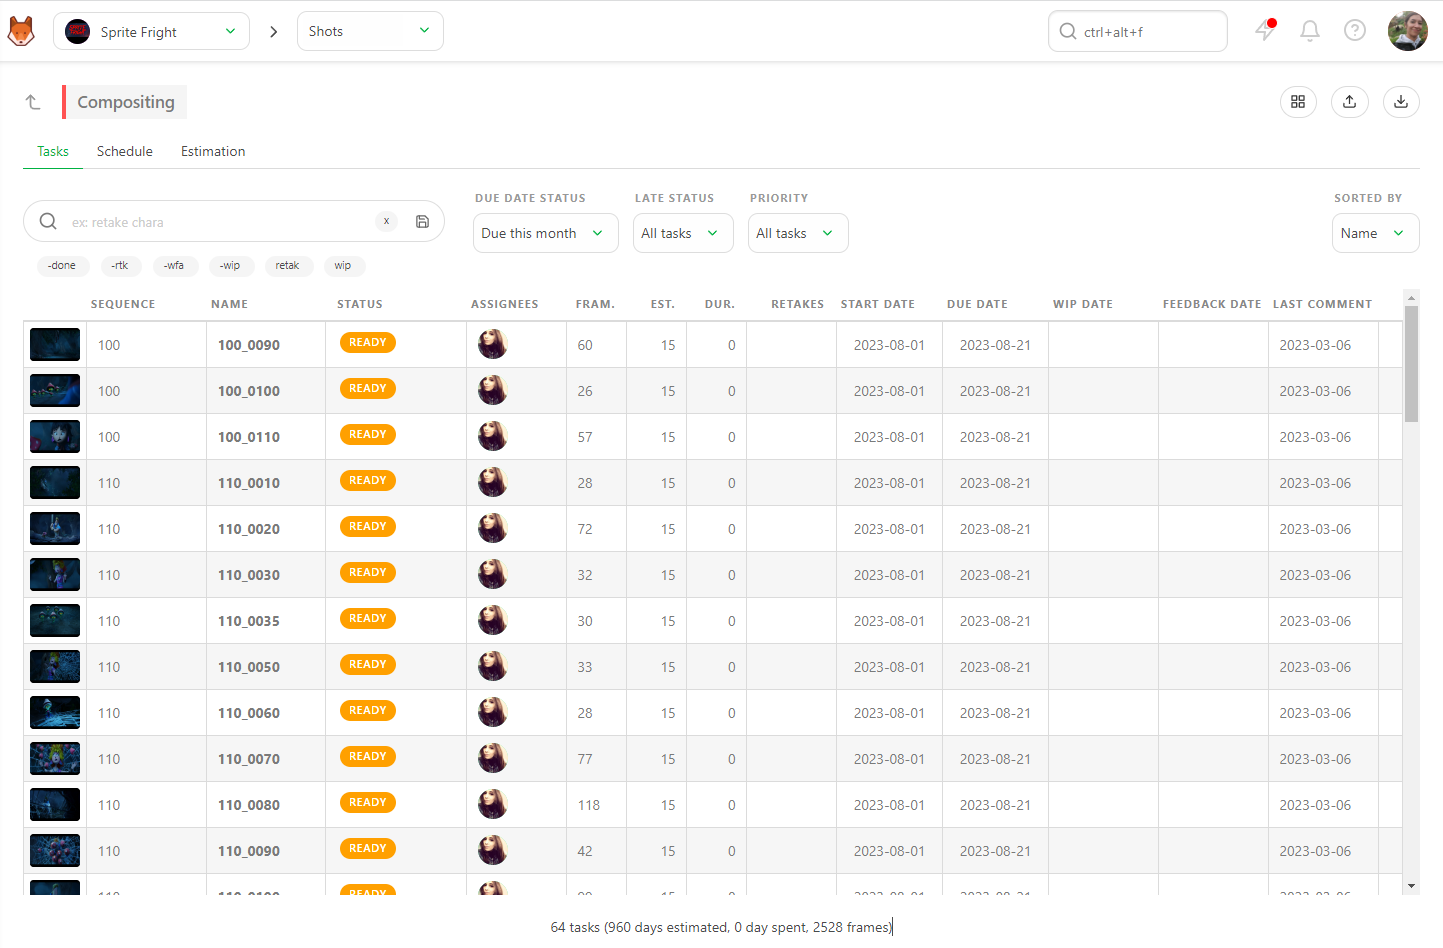 Sprite Fright Shots ctrl+alt+f
Compositing
Tasks Schedule Estimation
DUE DATE STATUS LATE STATUS PRIORITY SORTED BY
ex: retake chara x Due this month All tasks All tasks Name
-done -rtk -wfa -wip retak wip
SEQUENCE NAME STATUS ASSIGNEES FRAM. EST. DUR. RETAKES START DATE DUE DATE WIP DATE FEEDBACK DATE LAST COMMENT
100 100_0090 READY 60 15 0 2023-08-01 2023-08-21 2023-03-06
100 100_0100 READY 26 15 0 2023-08-01 2023-08-21 2023-03-06
100 100_0110 READY 57 15 0 2023-08-01 2023-08-21 2023-03-06
110 110_0010 READY 28 15 0 2023-08-01 2023-08-21 2023-03-06
110 110_0020 READY 72 15 0 2023-08-01 2023-08-21 2023-03-06
110 110_0030 READY 32 15 0 2023-08-01 2023-08-21 2023-03-06
110 110_0035 READY 30 15 0 2023-08-01 2023-08-21 2023-03-06
110 110_0050 READY 33 15 0 2023-08-01 2023-08-21 2023-03-06
110 110_0060 READY 28 15 0 2023-08-01 2023-08-21 2023-03-06
110 110_0070 READY 77 15 0 2023-08-01 2023-08-21 2023-03-06
110 110_0080 READY 118 15 0 2023-08-01 2023-08-21 2023-03-06
110 110_0090 READY 42 15 0 2023-08-01 2023-08-21 2023-03-06
READY
64 tasks (960 days estimated, 0 day spent, 2528 frames)